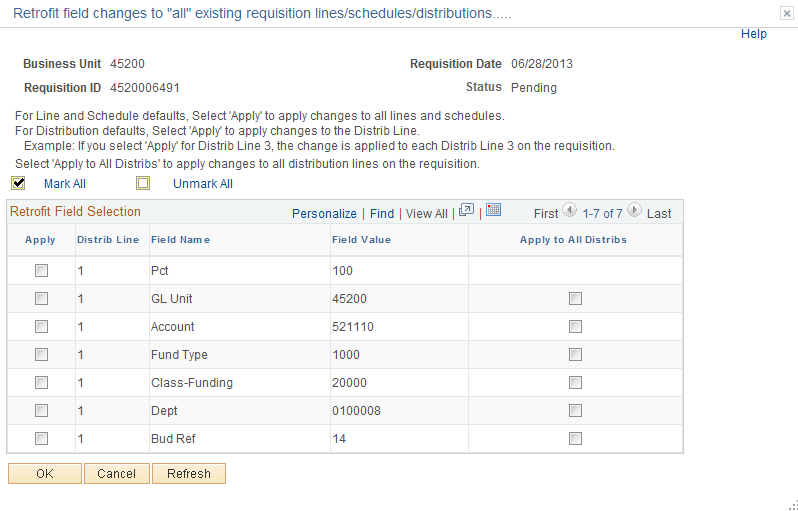 Retrofit field changes to "all" existing requisition lines/schedules/distributions.....
Help
Business Unit 45200 Requisition Date 06/28/2013
Requisition ID 4520006491 Status Pending
For Line and Schedule defaults, Select 'Apply' to apply changes to all lines and schedules.
For Distribution defaults, Select 'Apply' to apply changes to the Distrib Line.
Example: If you select 'Apply' for Distrib Line 3, the change is applied to each Distrib Line 3 on the requisition.
Select 'Apply to All Distribs' to apply changes to all distribution lines on the requisition.
Mark All Unmark All
Retrofit Field Selection Personalize | Find | View All | | First 1-7 of 7 Last
Apply Distrib Line Field Name Field Value Apply to All Distribs
1 Pct 100
1 GL Unit 45200
1 Account 521110
1 Fund Type 1000
1 Class-Funding 20000
1 Dept 0100008
1 Bud Ref 14
OK Cancel Refresh